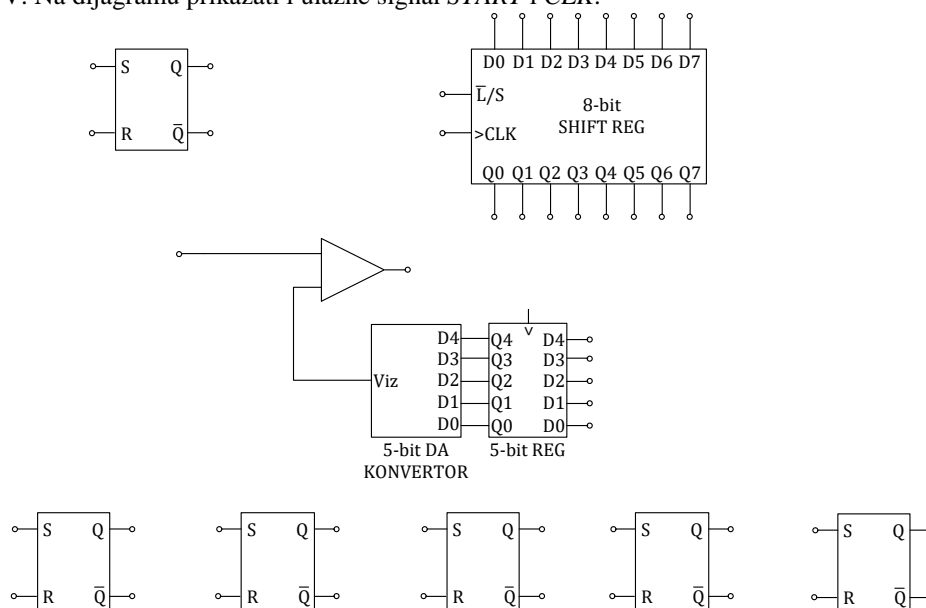 V. Na dijagramu prikazati i ulazne signal START i CLK.
S Q
R Q̅
D0 D1 D2 D3 D4 D5 D6 D7
L̅/S
>CLK
8-bit
SHIFT REG
Q0 Q1 Q2 Q3 Q4 Q5 Q6 Q7
Viz
D4
D3
D2
D1
D0
5-bit DA
KONVERTOR
>
Q4 D4
Q3 D3
Q2 D2
Q1 D1
Q0 D0
5-bit REG
S Q
R Q̅
S Q
R Q̅
S Q
R Q̅
S Q
R Q̅
S Q
R Q̅